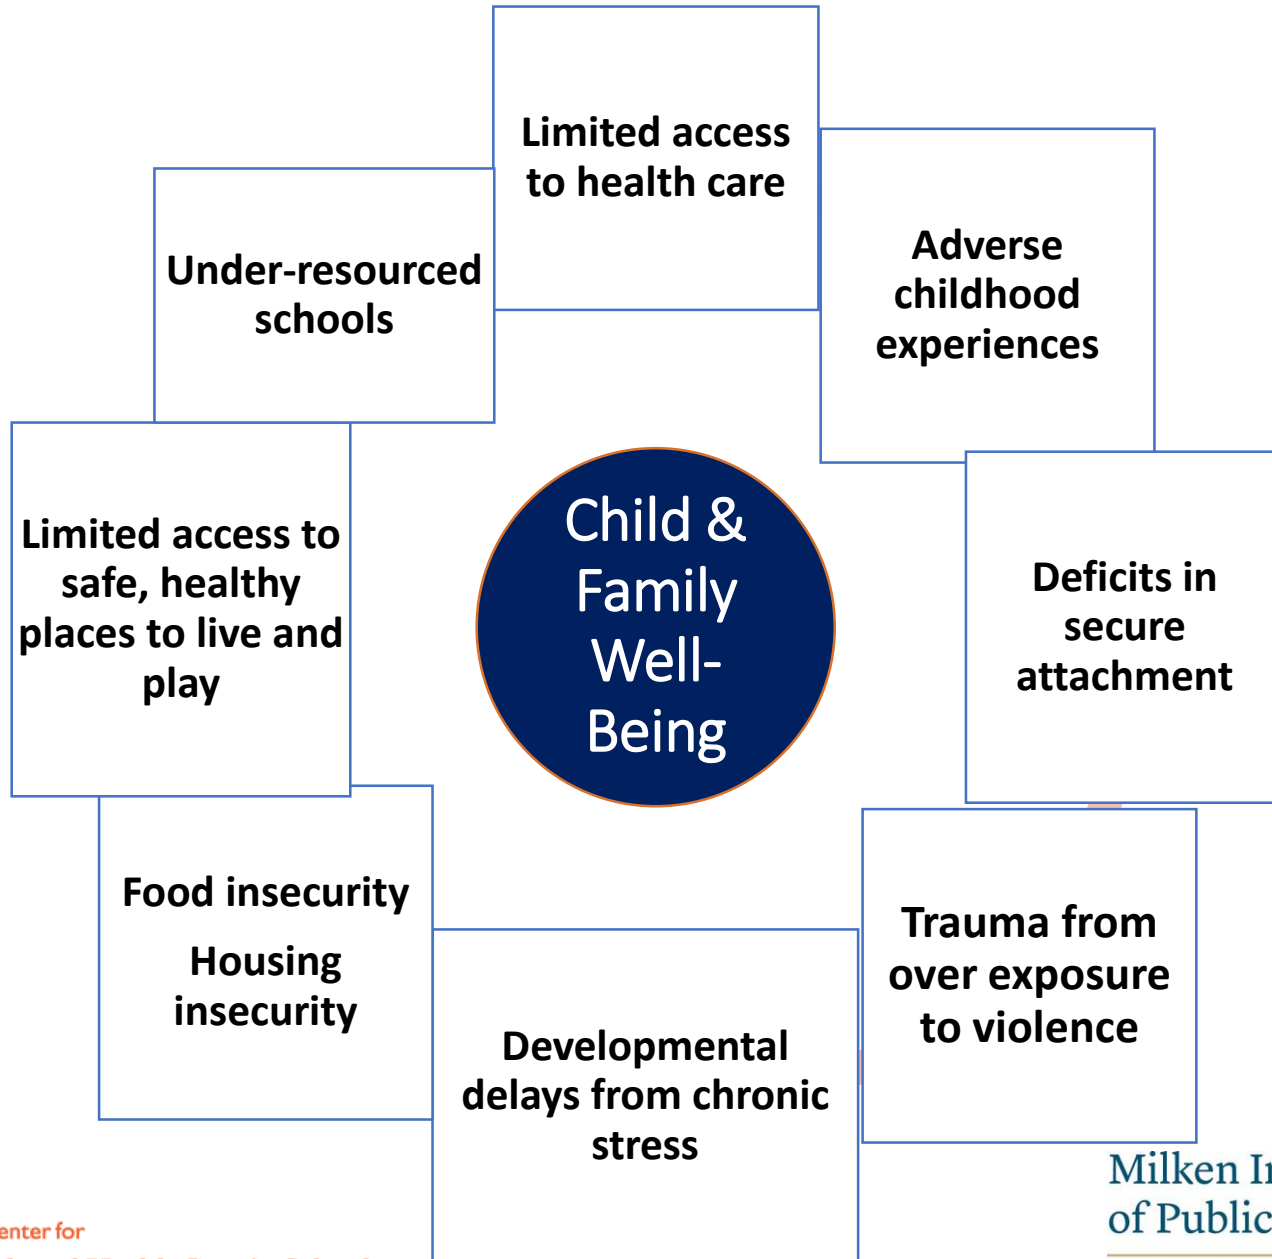 Limited access
to health care
Adverse
childhood
experiences
Under-resourced
schools
Child &
Family
Well-
Being
Limited access to
safe, healthy
places to live and
play
Deficits in
secure
attachment
Food insecurity
Housing
insecurity
Trauma from
over exposure
to violence
Developmental
delays from chronic
stress
Milken
of Public
for